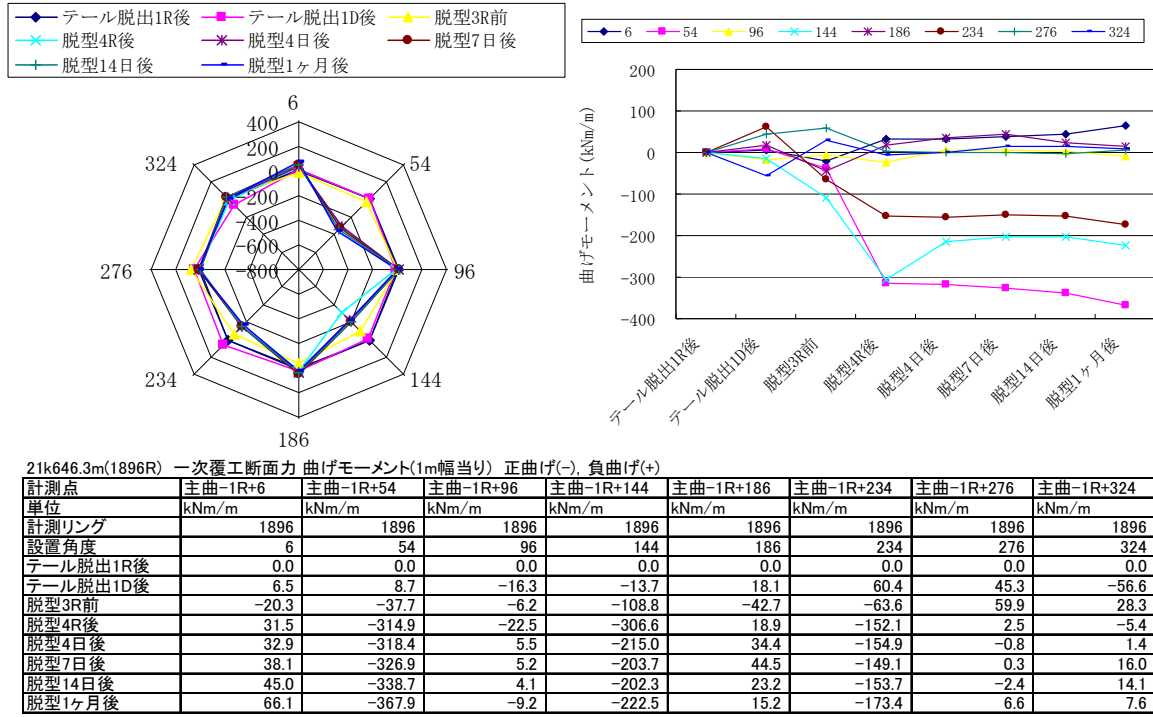 テール脱出1R後 テール脱出1D後 脱型3R前
脱型4R後 脱型4日後 脱型7日後
脱型14日後 脱型1ヶ月後
6
54
96
144
186
234
276
324
400
200
0
-200
-400
-600
-800
6 54 96 144 186 234 276 324
曲げモーメント(kNm/m)
200
100
0
-100
-200
-300
-400
テール脱出1R後
テール脱出1D後
脱型3R前
脱型4R後
脱型4日後
脱型7日後
脱型14日後
脱型1ヶ月後
21k646.3m(1896R) 一次覆工断面力 曲げモーメント(1m幅当り) 正曲げ(-), 負曲げ(+)
計測点 主曲-1R+6 主曲-1R+54 主曲-1R+96 主曲-1R+144 主曲-1R+186 主曲-1R+234 主曲-1R+276 主曲-1R+324
単位 kNm/m kNm/m kNm/m kNm/m kNm/m kNm/m kNm/m kNm/m
計測リング 1896 1896 1896 1896 1896 1896 1896 1896
設置角度 6 54 96 144 186 234 276 324
テール脱出1R後 0.0 0.0 0.0 0.0 0.0 0.0 0.0 0.0
テール脱出1D後 6.5 8.7 -16.3 -13.7 18.1 60.4 45.3 -56.6
脱型3R前 -20.3 -37.7 -6.2 -108.8 -42.7 -63.6 59.9 28.3
脱型4R後 31.5 -314.9 -22.5 -306.6 18.9 -152.1 2.5 -5.4
脱型4日後 32.9 -318.4 5.5 -215.0 34.4 -154.9 -0.8 1.4
脱型7日後 38.1 -326.9 5.2 -203.7 44.5 -149.1 0.3 16.0
脱型14日後 45.0 -338.7 4.1 -202.3 23.2 -153.7 -2.4 14.1
脱型1ヶ月後 66.1 -367.9 -9.2 -222.5 15.2 -173.4 6.6 7.6